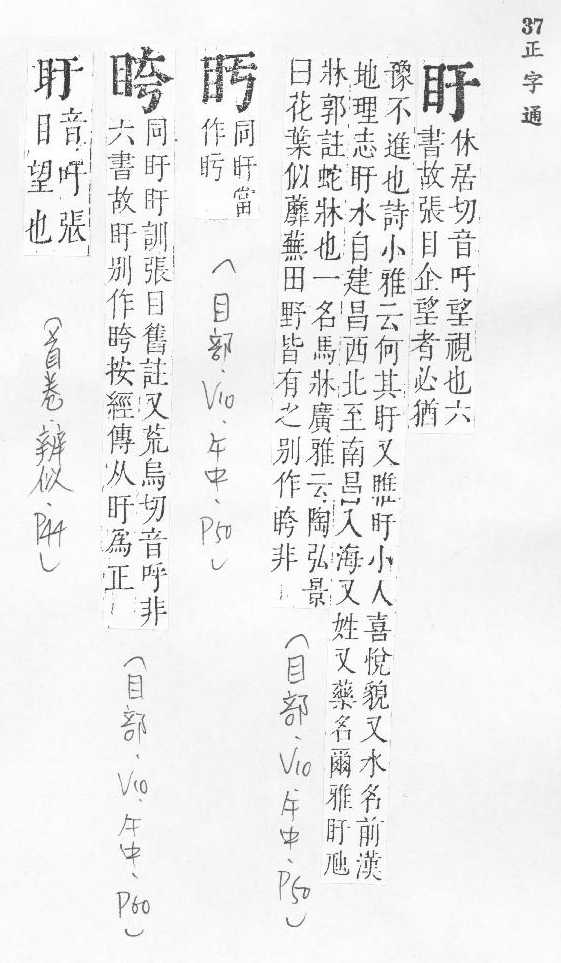 37正字通
盱
休居切音吁望視也六
書故張目企望者必猶
豫不進也詩小雅云何其盱又睢盱小人喜悅貌又水名前漢
地理志盱水自建昌西北至南昌入海又姓又藥名爾雅盱虺
牀郭註蛇牀也一名馬牀廣雅云陶弘景
曰花葉似蘼蕪田野皆有之别作晇非
(目部、V10、午中、P50)
𥄎
同盱當
作盱
(目部、V10、午中、P50)
晇
同盱盱訓張目舊註又荒烏切音呼非
六書故盱别作晇按經傳从盱爲正
(目部、V10、午中、P60)
盱
音吁張
目望也
(首卷、辨似、P44)